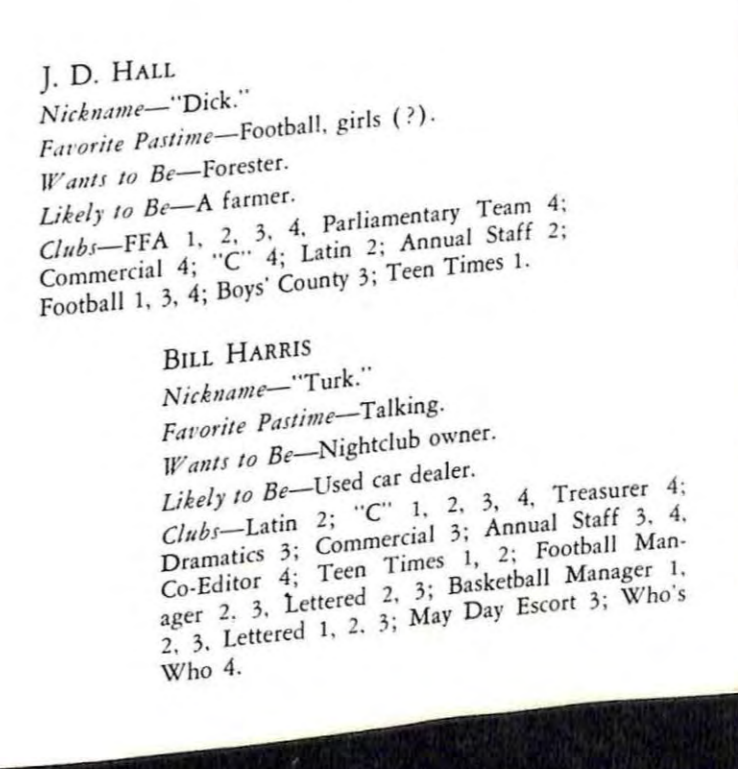 J. D. HALL
Nickname—"Dick."
Favorite Pastime—Football, girls (?).
Wants to Be—Forester.
Likely to Be—A farmer.
Clubs—FFA 1, 2, 3, 4, Parliamentary Team 4;
Commercial 4; "C" 4; Latin 2; Annual Staff 2;
Football 1, 3, 4; Boys' County 3; Teen Times 1.
BILL HARRIS
Nickname—"Turk."
Favorite Pastime—Talking.
Wants to Be—Nightclub owner.
Likely to Be—Used car dealer.
Clubs—Latin 2; "C" 1, 2, 3, 4, Treasurer 4;
Dramatics 3; Commercial 3; Annual Staff 3, 4,
Co-Editor 4; Teen Times 1, 2; Football Man-
ager 2, 3, Lettered 2, 3; Basketball Manager 1,
2, 3, Lettered 1, 2, 3; May Day Escort 3; Who's
Who 4.